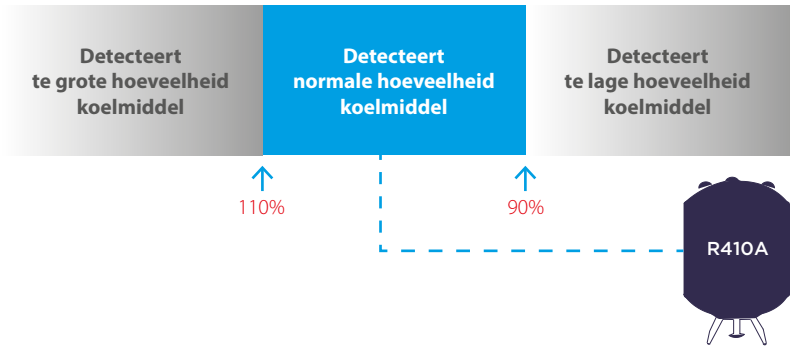 Detecteert
te grote hoeveelheid
koelmiddel
Detecteert
normale hoeveelheid
koelmiddel
Detecteert
te lage hoeveelheid
koelmiddel
110%
90%
R410A